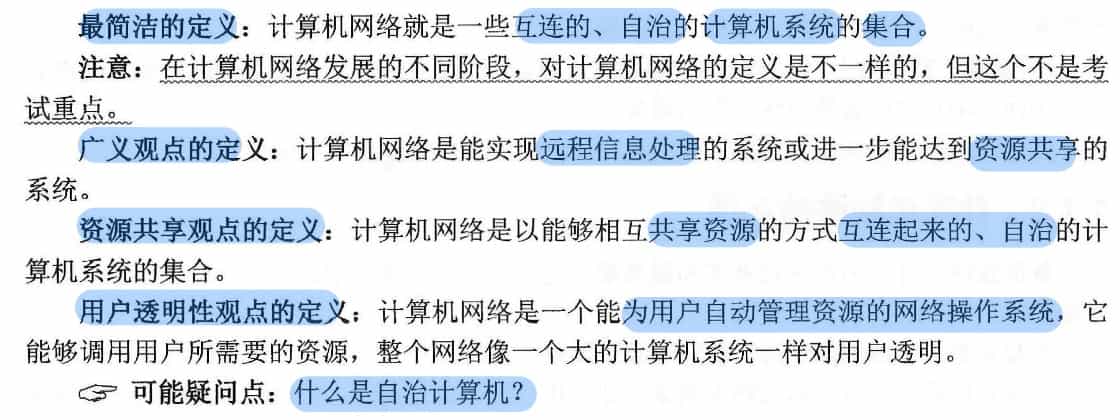 最简洁的定义：计算机网络就是一些互连的、自治的计算机系统的集合。
注意：在计算机网络发展的不同阶段，对计算机网络的定义是不一样的，但这个不是考
试重点。
广义观点的定义：计算机网络是能实现远程信息处理的系统或进一步能达到资源共享的
系统。
资源共享观点的定义：计算机网络是以能够相互共享资源的方式互连起来的、自治的计
算机系统的集合。
用户透明性观点的定义：计算机网络是一个能为用户自动管理资源的网络操作系统，它
能够调用用户所需要的资源，整个网络像一个大的计算机系统一样对用户透明。
☞ 可能疑问点：什么是自治计算机？